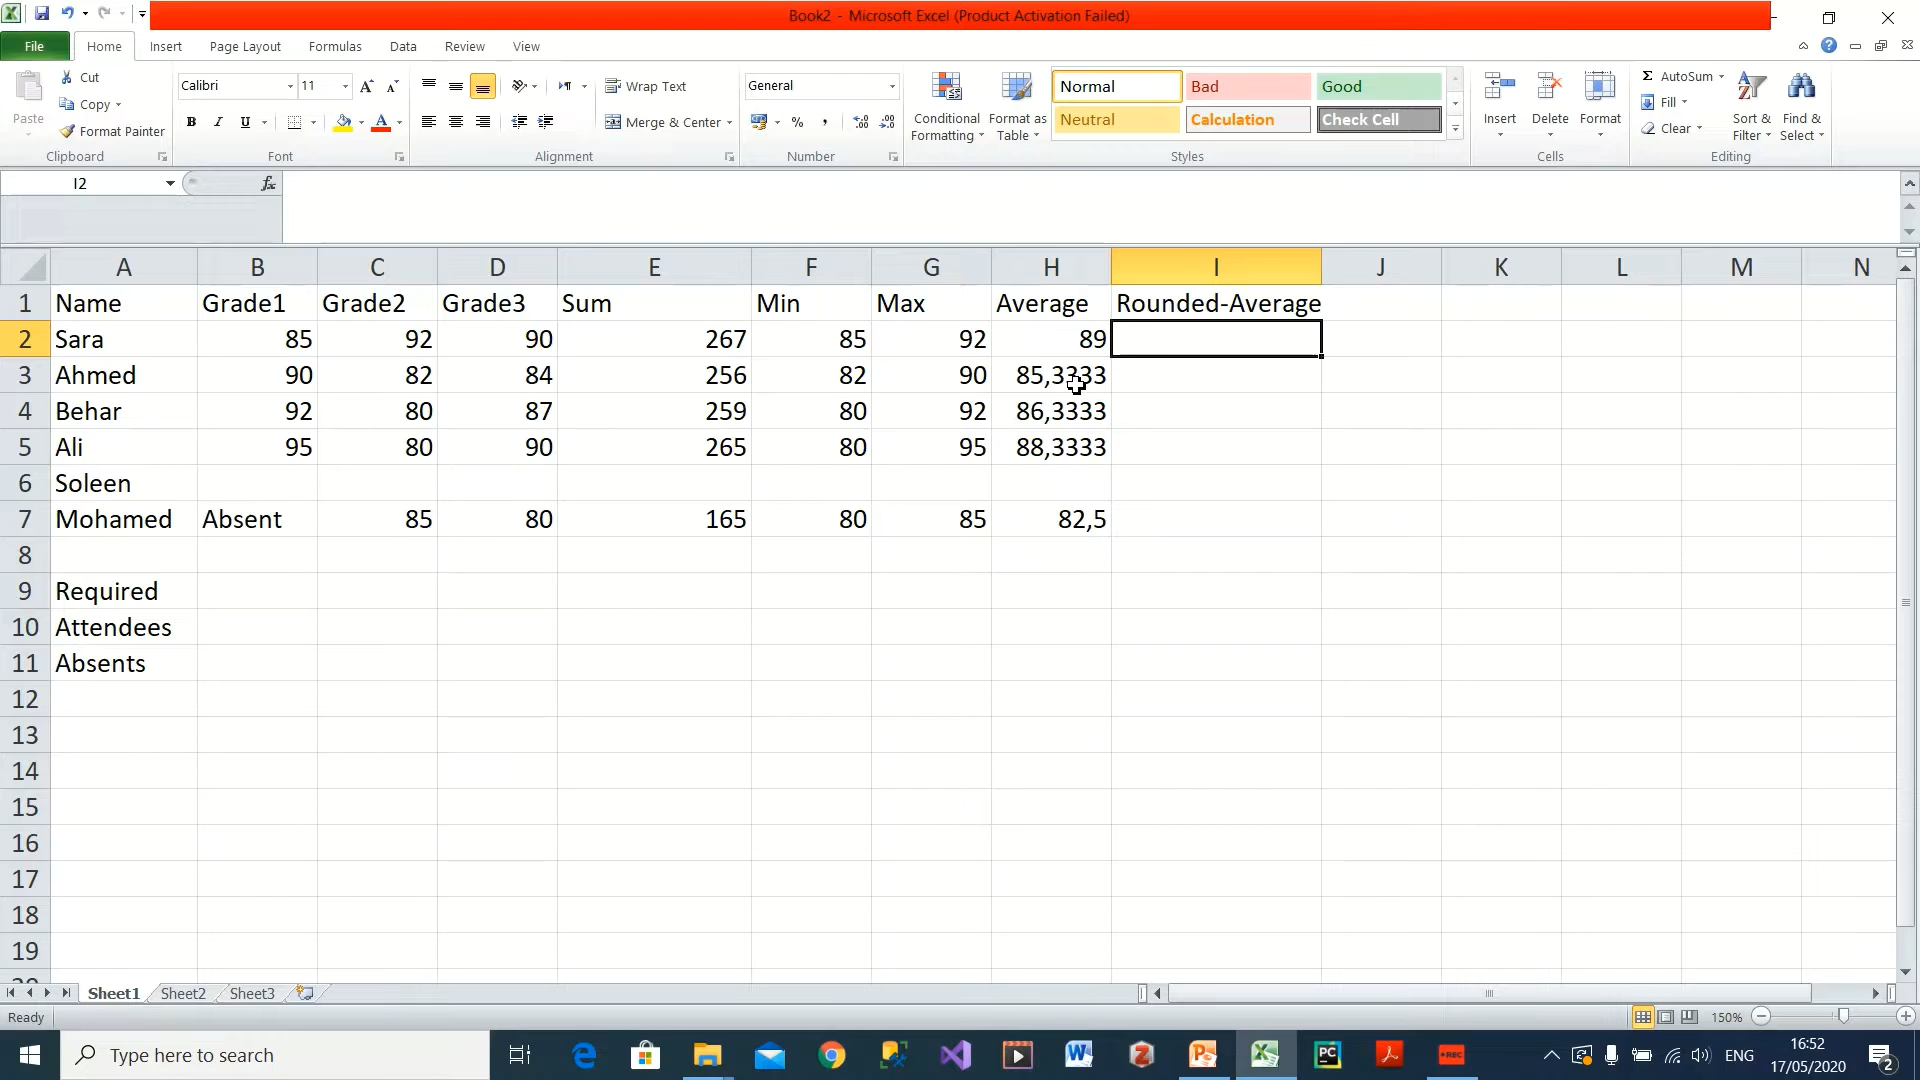 Book2 - Microsoft Excel (Product Activation Failed)
File Home Insert Page Layout Formulas Data Review View
Paste
Cut
Copy
Format Painter
Clipboard
Calibri 11
B I U
Font
Wrap Text
Merge & Center
Alignment
General
Number
Conditional Formatting
Format as Table
Normal Bad Good
Neutral Calculation Check Cell
Styles
Insert Delete Format
Cells
AutoSum
Fill
Clear
Sort & Filter
Find & Select
Editing
I2 fx
A B C D E F G H I J K L M N
1 Name Grade1 Grade2 Grade3 Sum Min Max Average Rounded-Average
2 Sara 85 92 90 267 85 92 89
3 Ahmed 90 82 84 256 82 90 85,3333
4 Behar 92 80 87 259 80 92 86,3333
5 Ali 95 80 90 265 80 95 88,3333
6 Soleen
7 Mohamed Absent 85 80 165 80 85 82,5
8
9 Required
10 Attendees
11 Absents
12
13
14
15
16
17
18
19
Sheet1 Sheet2 Sheet3
Ready 150%
Type here to search
ENG
16:52
17/05/2020
2